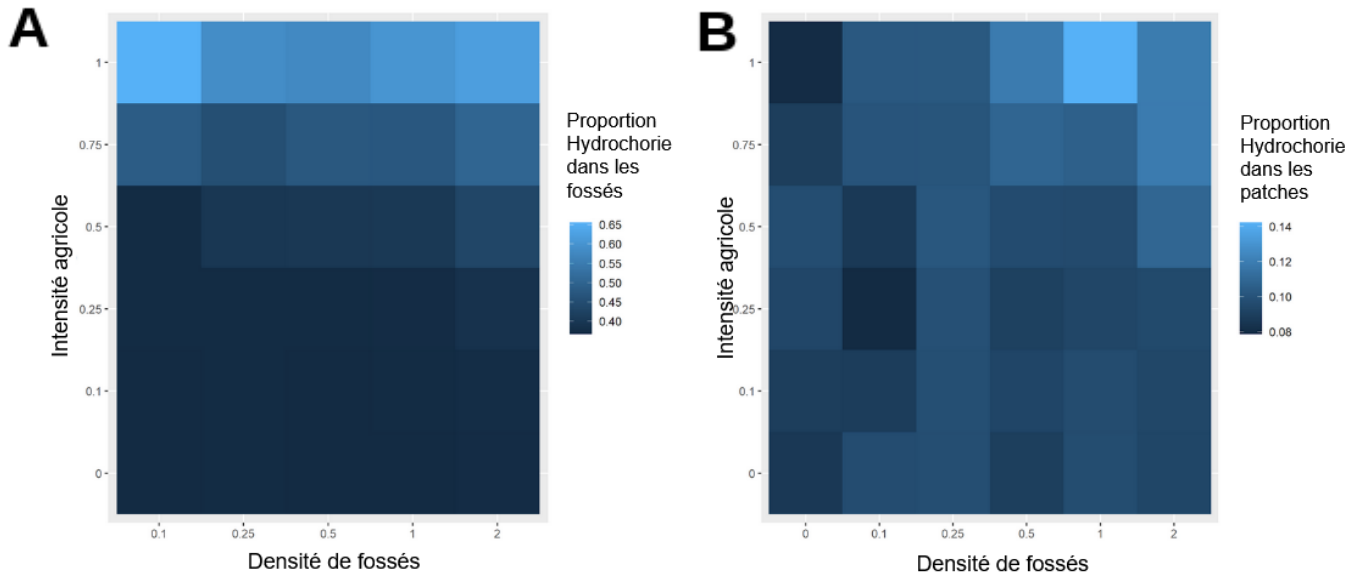 A
1
0.75
0.5
0.25
0.1
0
Intensité agricole
0.1 0.25 0.5 1 2
Densité de fossés
Proportion
Hydrochorie
dans les
fossés
0.65
0.60
0.55
0.50
0.45
0.40
B
1
0.75
0.5
0.25
0.1
0
Intensité agricole
0 0.1 0.25 0.5 1 2
Densité de fossés
Proportion
Hydrochorie
dans les
patches
0.14
0.12
0.10
0.08